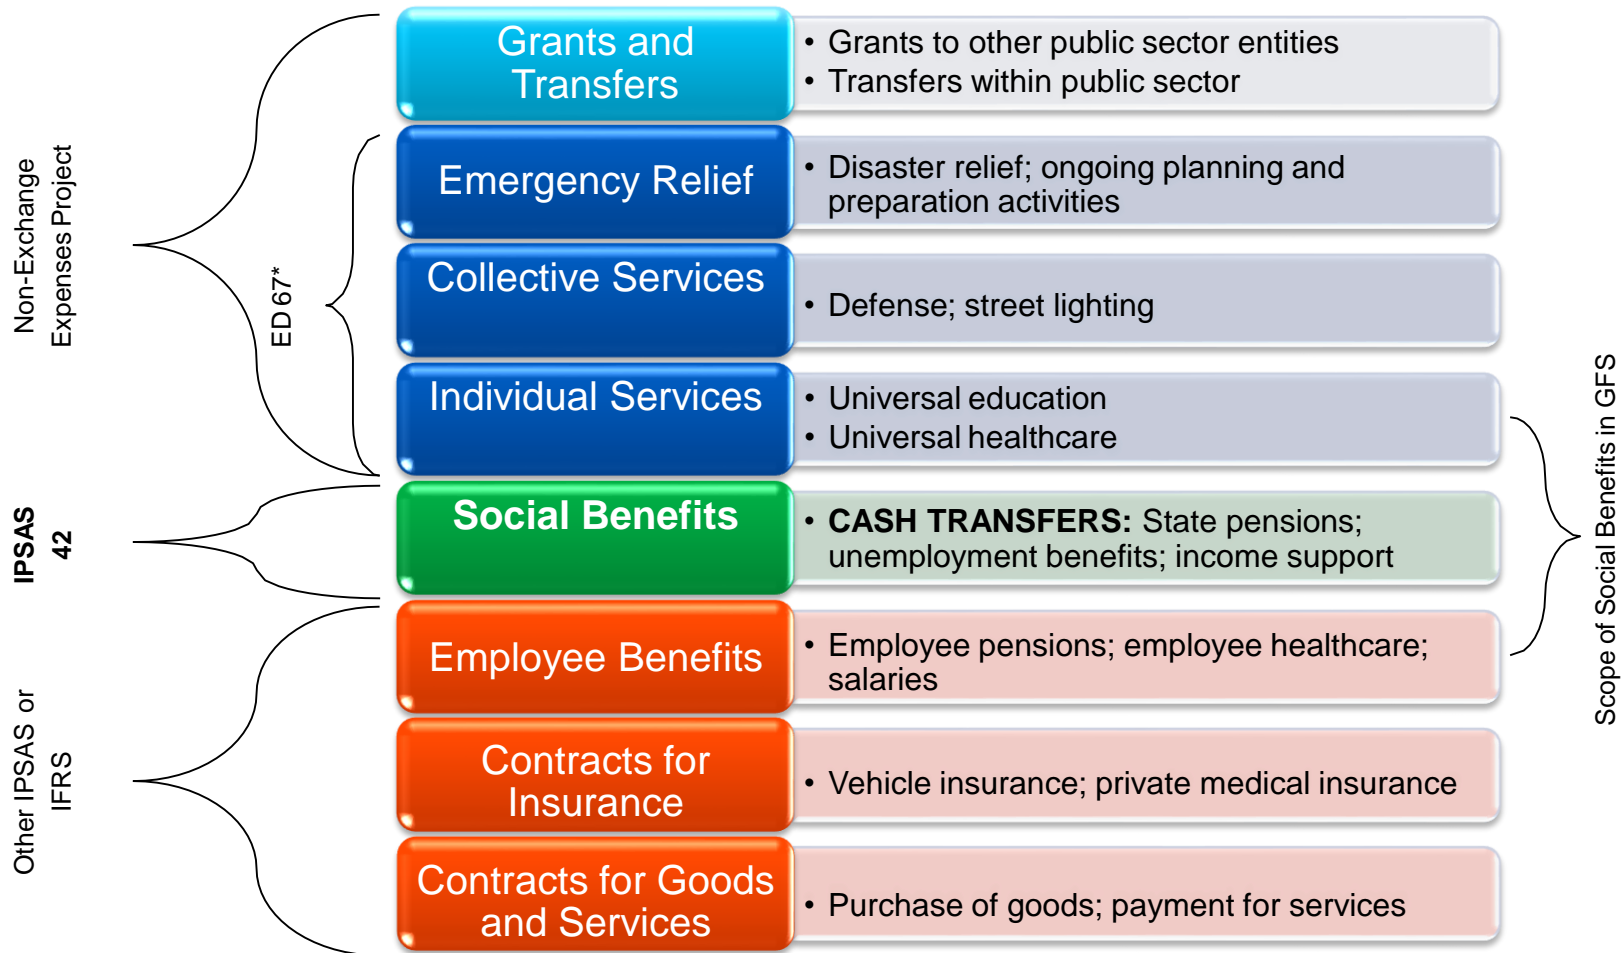 Non-Exchange
Expenses Project
ED 67*
IPSAS
42
Other IPSAS or
IFRS
Grants and
Transfers
• Grants to other public sector entities
• Transfers within public sector
Emergency Relief
• Disaster relief; ongoing planning and
preparation activities
Collective Services
• Defense; street lighting
Individual Services
• Universal education
• Universal healthcare
Social Benefits
• CASH TRANSFERS: State pensions;
unemployment benefits; income support
Employee Benefits
• Employee pensions; employee healthcare;
salaries
Contracts for
Insurance
• Vehicle insurance; private medical insurance
Contracts for Goods
and Services
• Purchase of goods; payment for services
Scope of Social Benefits in GFS